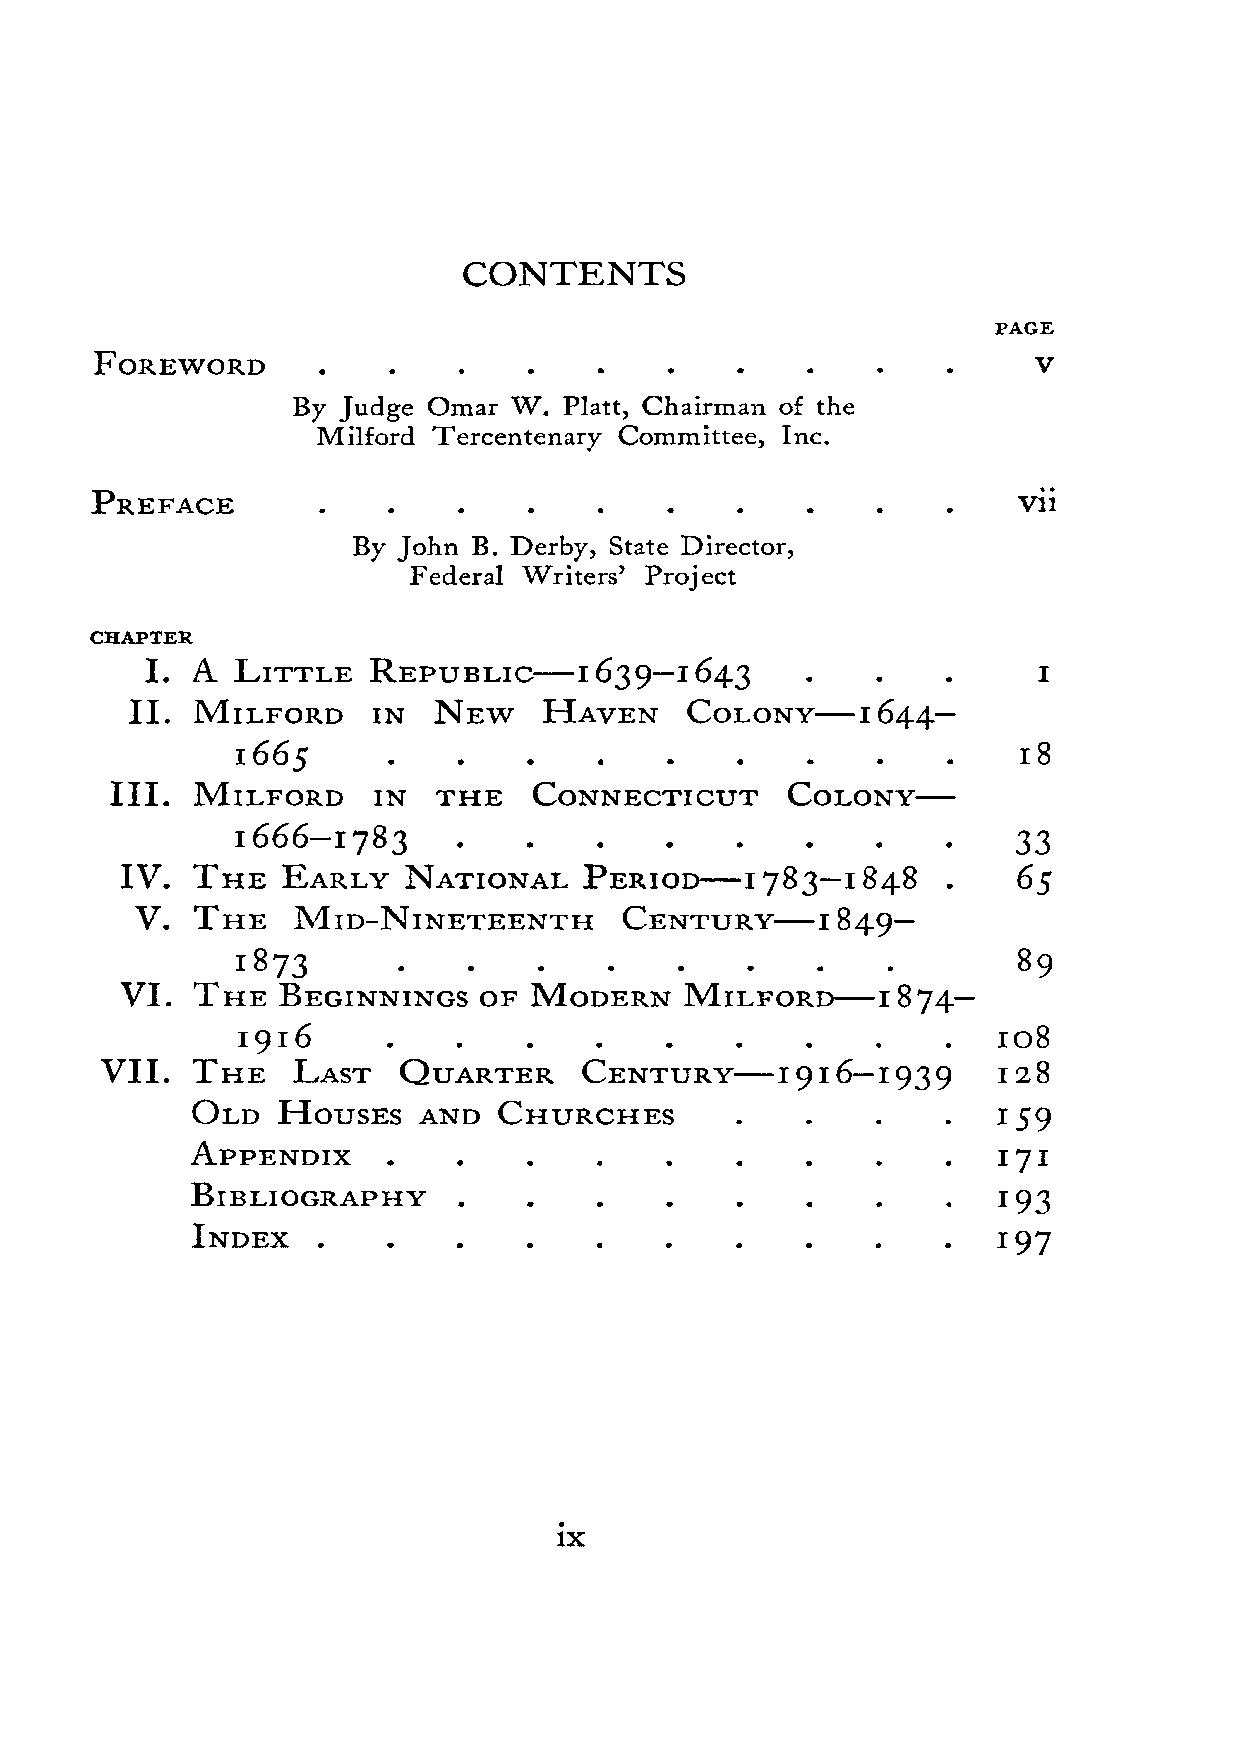 CONTENTS
PAGE
FOREWORD . . . . . . . . . . v
By Judge Omar W. Platt, Chairman of the
Milford Tercentenary Committee, Inc.
PREFACE . . . . . . . . . . vii
By John B. Derby, State Director,
Federal Writers' Project
CHAPTER
I. A LITTLE REPUBLIC—1639–1643 . . . 1
II. MILFORD IN NEW HAVEN COLONY—1644–
1665 . . . . . . . . . 18
III. MILFORD IN THE CONNECTICUT COLONY—
1666–1783 . . . . . . . . 33
IV. THE EARLY NATIONAL PERIOD—1783–1848 . 65
V. THE MID-NINETEENTH CENTURY—1849–
1873 . . . . . . . . 89
VI. THE BEGINNINGS OF MODERN MILFORD—1874–
1916 . . . . . . . . . 108
VII. THE LAST QUARTER CENTURY—1916–1939 128
OLD HOUSES AND CHURCHES . . . . 159
APPENDIX . . . . . . . . . 171
BIBLIOGRAPHY . . . . . . . . 193
INDEX . . . . . . . . . . 197
ix